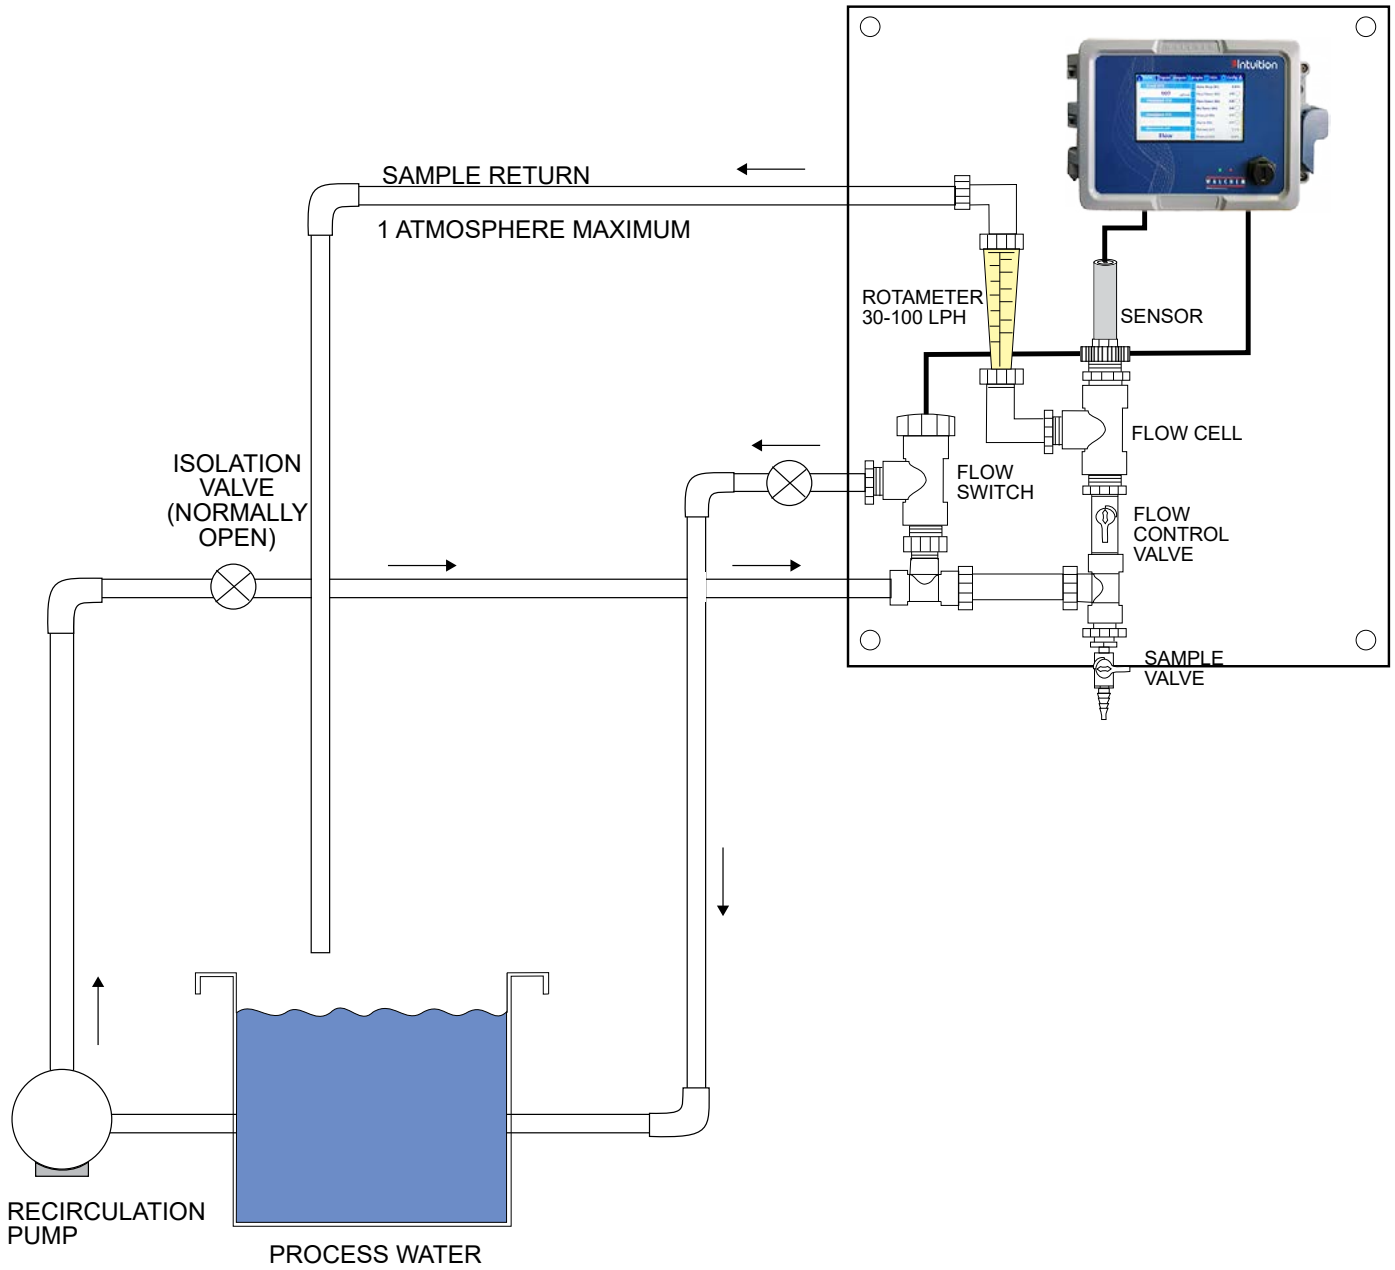 Intuition
WALCHEM
SAMPLE RETURN
1 ATMOSPHERE MAXIMUM
ROTAMETER
30-100 LPH
SENSOR
FLOW CELL
ISOLATION
VALVE
(NORMALLY
OPEN)
FLOW
SWITCH
FLOW
CONTROL
VALVE
SAMPLE
VALVE
RECIRCULATION
PUMP
PROCESS WATER